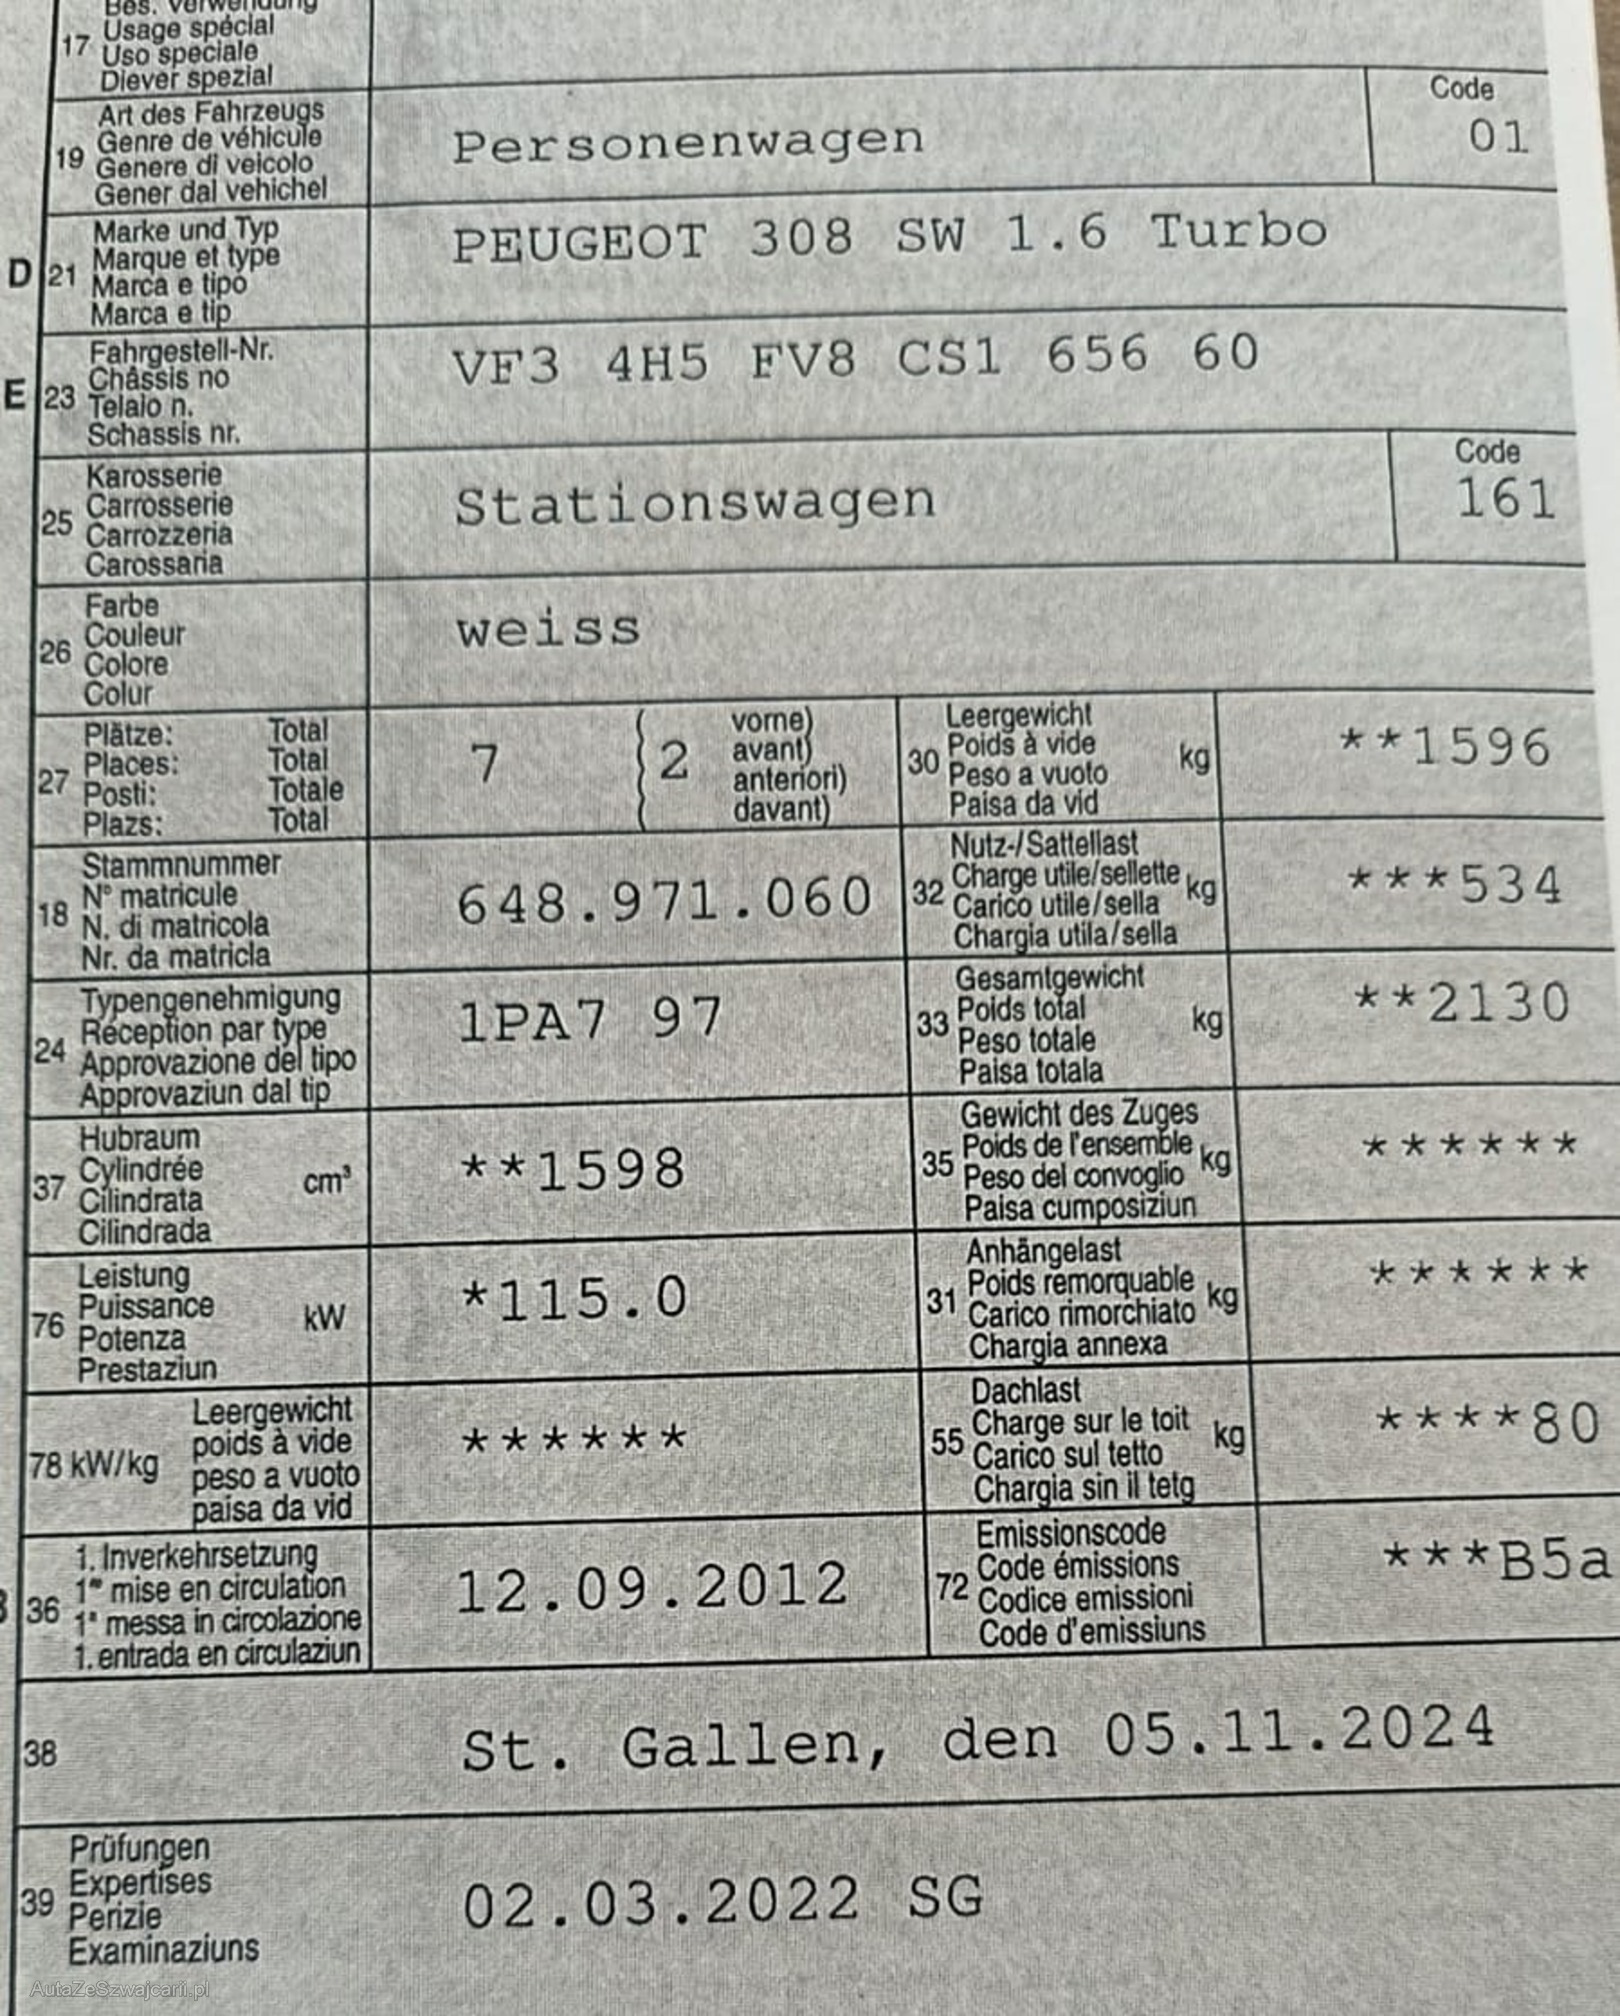 Bes. Verwendung
17 Usage spécial
Uso speciale
Diever spezial
Art des Fahrzeugs
19 Genre de véhicule
Genere di veicolo
Gener dal vehichel
Personenwagen
Code
01
Marke und Typ
D 21 Marque et type
Marca e tipo
Marca e tip
PEUGEOT 308 SW 1.6 Turbo
Fahrgestell-Nr.
E 23 Châssis no
Telaio n.
Schassis nr.
VF3 4H5 FV8 CS1 656 60
Karosserie
25 Carrosserie
Carrozzeria
Carossaria
Stationswagen
Code
161
Farbe
26 Couleur
Colore
Colur
weiss
Plätze: Total
27 Places: Total
Posti: Totale
Plazs: Total
7 2
vorne)
avant)
anteriori)
davant)
Leergewicht
30 Poids à vide kg
Peso a vuoto
Paisa da vid
**1596
Stammnummer
18 N° matricule
N. di matricola
Nr. da matricla
648.971.060
Nutz-/Sattellast
32 Charge utile/sellette kg
Carico utile/sella
Chargia utila/sella
***534
Typengenehmigung
24 Réception par type
Approvazione del tipo
Approvaziun dal tip
1PA7 97
Gesamtgewicht
33 Poids total kg
Peso totale
Paisa totala
**2130
Hubraum
37 Cylindrée cm³
Cilindrata
Cilindrada
**1598
Gewicht des Zuges
35 Poids de l'ensemble kg
Peso del convoglio
Paisa cumposiziun
******
Leistung
76 Puissance kW
Potenza
Prestaziun
*115.0
Anhängelast
31 Poids remorquable kg
Carico rimorchiato
Chargia annexa
******
Leergewicht
78 kW/kg poids à vide
peso a vuoto
paisa da vid
******
Dachlast
55 Charge sur le toit kg
Carico sul tetto
Chargia sin il tetg
****80
1. Inverkehrsetzung
B 36 1re mise en circulation
1a messa in circolazione
1. entrada en circulaziun
12.09.2012
Emissionscode
72 Code émissions
Codice emissioni
Code d'emissiuns
***B5a
38 St. Gallen, den 05.11.2024
Prüfungen
39 Expertises
Perizie
Examinaziuns
02.03.2022 SG
AutaZeSzwajcarii.pl